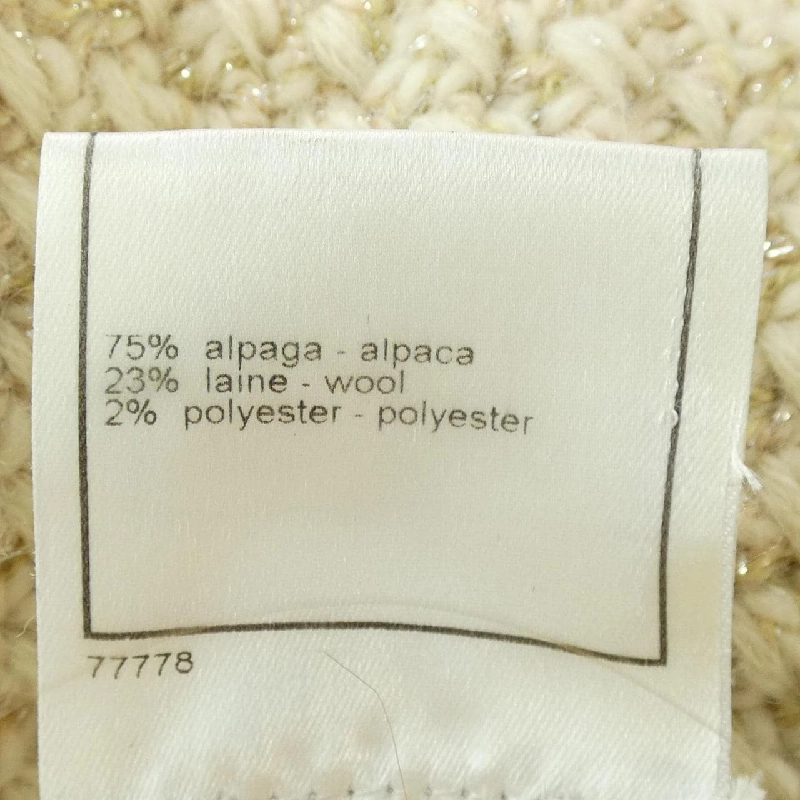 75% alpaga - alpaca
23% laine - wool
2% polyester - polyester
77778